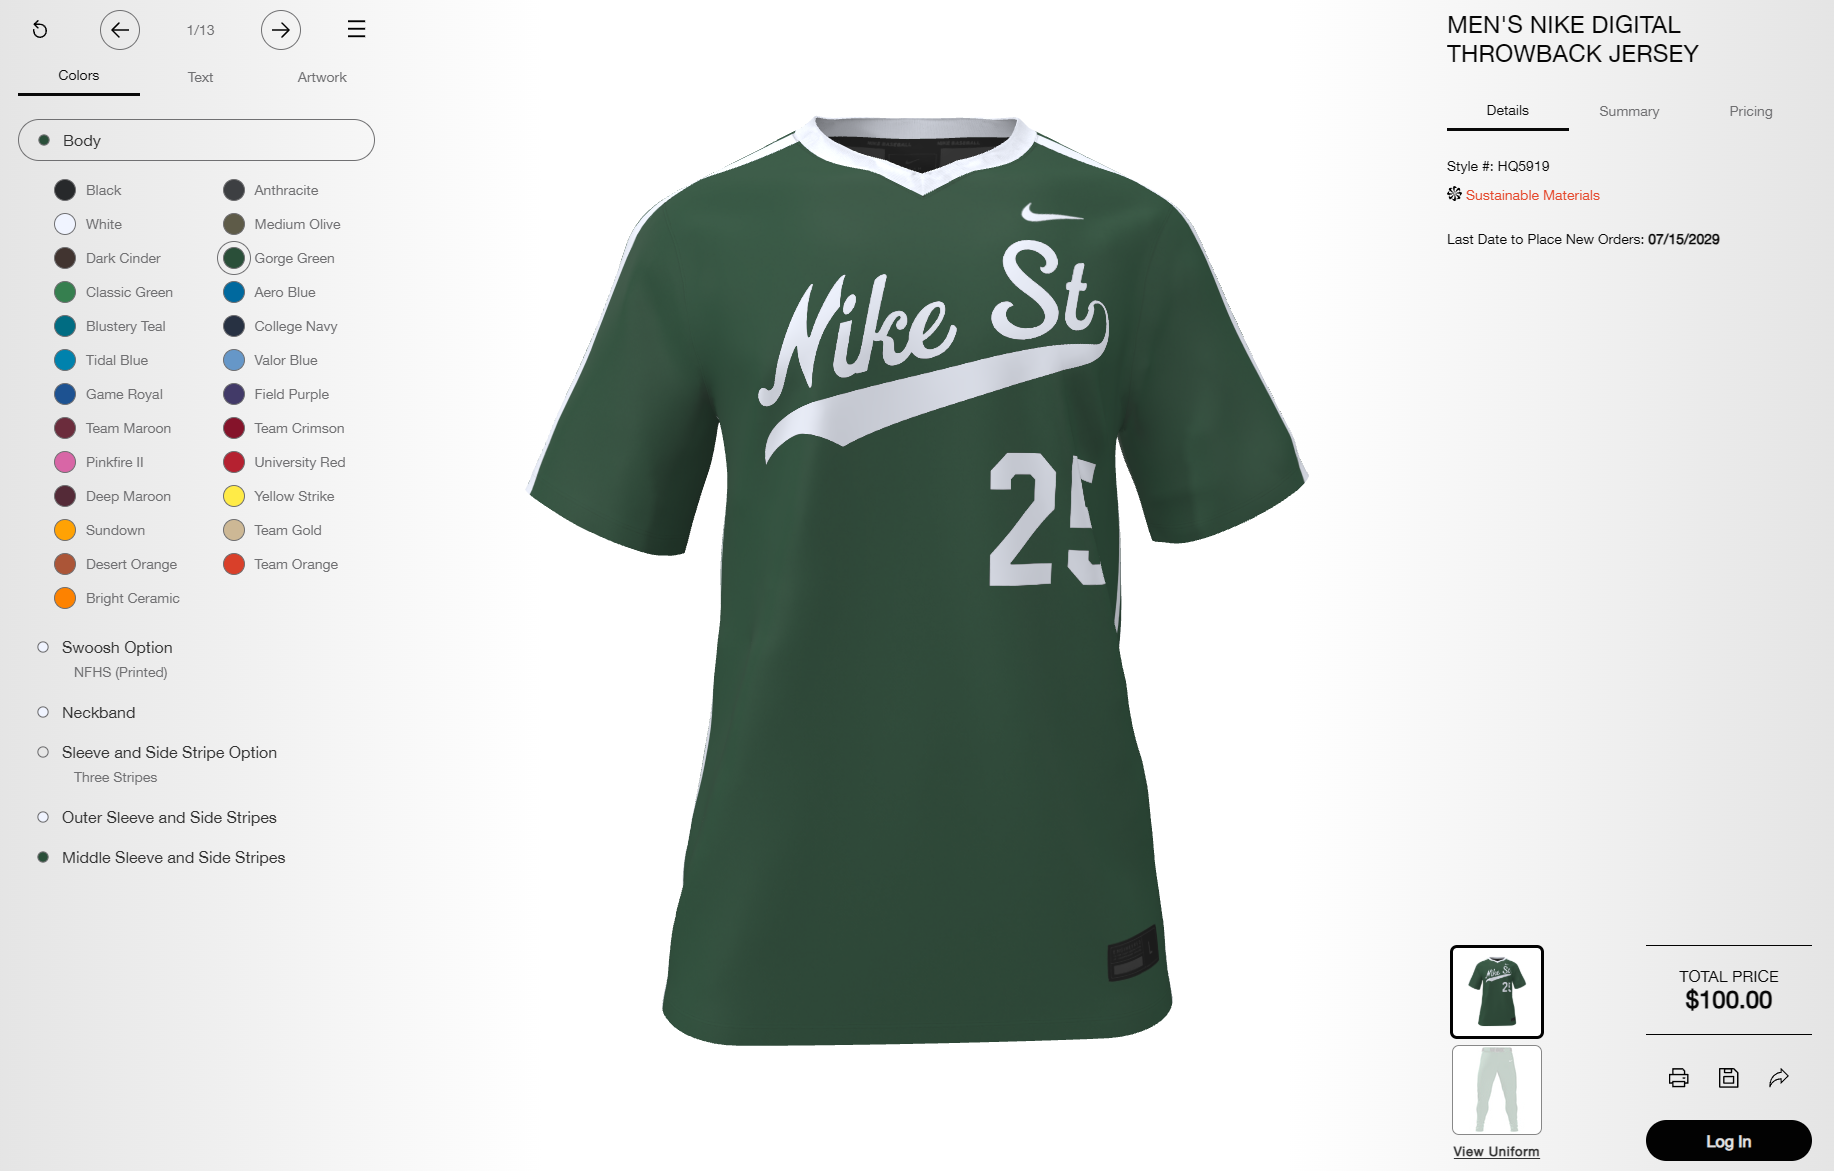 1/13
Colors
Text
Artwork
Body
Black
Anthracite
White
Medium Olive
Dark Cinder
Gorge Green
Classic Green
Aero Blue
Blustery Teal
College Navy
Tidal Blue
Valor Blue
Game Royal
Field Purple
Team Maroon
Team Crimson
Pinkfire II
University Red
Deep Maroon
Yellow Strike
Sundown
Team Gold
Desert Orange
Team Orange
Bright Ceramic
Swoosh Option
NFHS (Printed)
Neckband
Sleeve and Side Stripe Option
Three Stripes
Outer Sleeve and Side Stripes
Middle Sleeve and Side Stripes
Nike St
25
MEN'S NIKE DIGITAL
THROWBACK JERSEY
Details
Summary
Pricing
Style #: HQ5919
Sustainable Materials
Last Date to Place New Orders: 07/15/2029
Nike St
25
View Uniform
TOTAL PRICE
$100.00
Log In